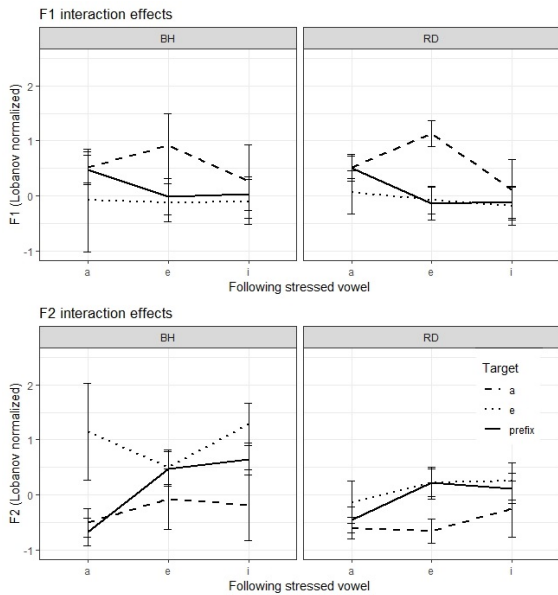 F1 interaction effects
BH
RD
F1 (Lobanov normalized)
2
1
0
-1
a e i
a e i
Following stressed vowel
F2 interaction effects
BH
RD
F2 (Lobanov normalized)
2
1
0
-1
Target
a
e
prefix
a e i
a e i
Following stressed vowel